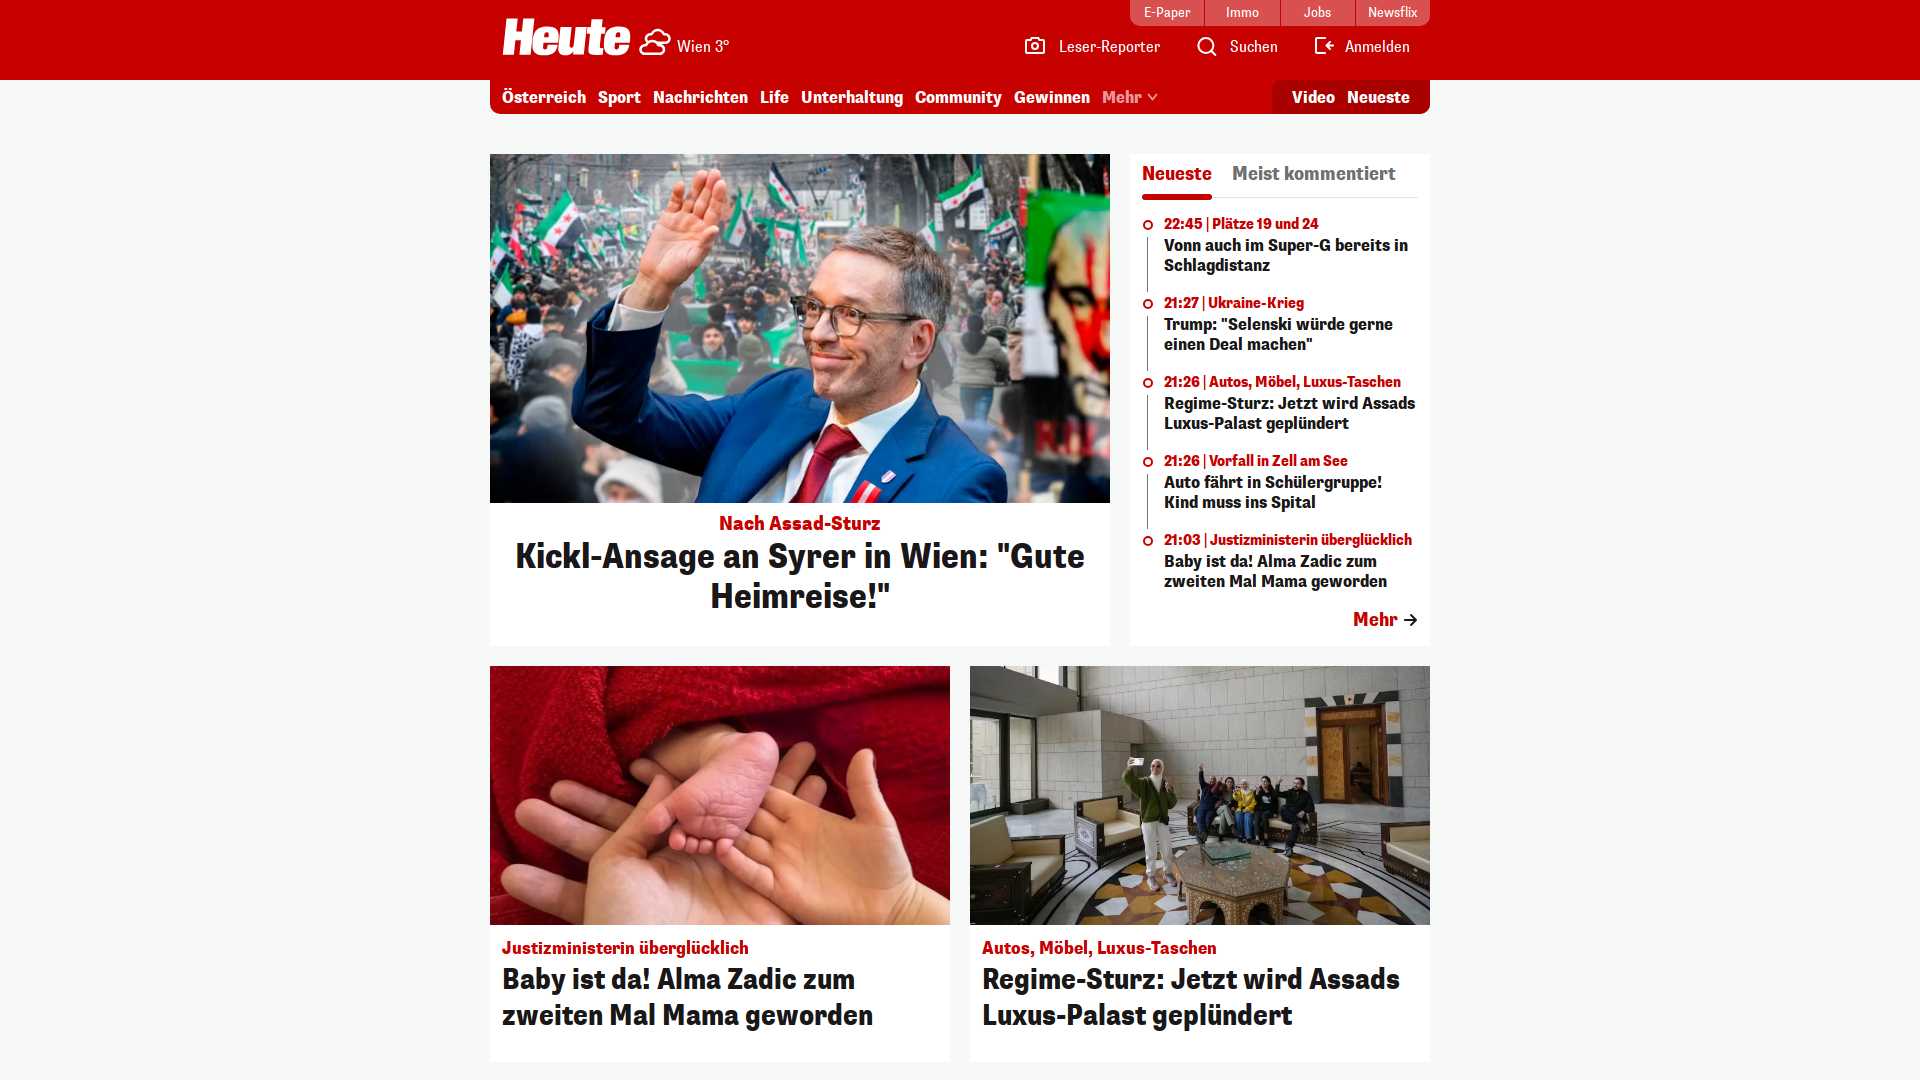 E-Paper
Immo
Jobs
Newsflix
Heute
Wien 3°
Leser-Reporter
Suchen
Anmelden
Österreich
Sport
Nachrichten
Life
Unterhaltung
Community
Gewinnen
Mehr
Video
Neueste
Nach Assad-Sturz
Kickl-Ansage an Syrer in Wien: "Gute
Heimreise!"
Neueste
Meist kommentiert
22:45 | Plätze 19 und 24
Vonn auch im Super-G bereits in
Schlagdistanz
21:27 | Ukraine-Krieg
Trump: "Selenski würde gerne
einen Deal machen"
21:26 | Autos, Möbel, Luxus-Taschen
Regime-Sturz: Jetzt wird Assads
Luxus-Palast geplündert
21:26 | Vorfall in Zell am See
Auto fährt in Schülergruppe!
Kind muss ins Spital
21:03 | Justizministerin überglücklich
Baby ist da! Alma Zadic zum
zweiten Mal Mama geworden
Mehr
Justizministerin überglücklich
Baby ist da! Alma Zadic zum
zweiten Mal Mama geworden
Autos, Möbel, Luxus-Taschen
Regime-Sturz: Jetzt wird Assads
Luxus-Palast geplündert